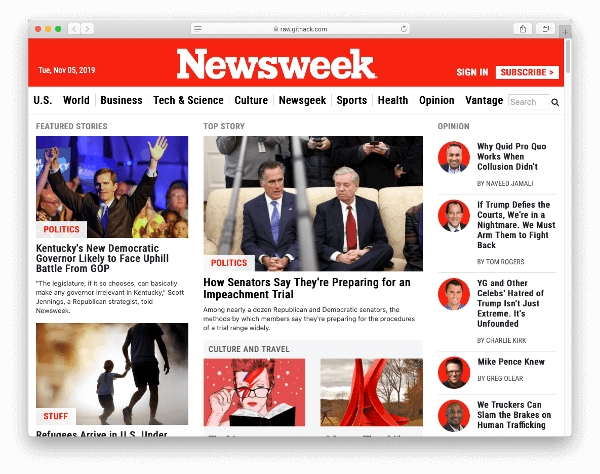 raw.githack.com
Tue, Nov 05, 2019
Newsweek
SIGN IN
SUBSCRIBE >
U.S. World Business Tech & Science Culture Newsgeek Sports Health Opinion Vantage Search
FEATURED STORIES
POLITICS
Kentucky's New Democratic
Governor Likely to Face Uphill
Battle From GOP
"The legislature, if it so chooses, can basically
make any governor irrelevant in Kentucky," Scott
Jennings, a Republican strategist, told
Newsweek.
STUFF
Refugees Arrive in U.S. Under
TOP STORY
POLITICS
How Senators Say They're Preparing for an
Impeachment Trial
Among nearly a dozen Republican and Democratic senators, the
methods by which members say they're preparing for the procedures
of a trial range widely.
CULTURE AND TRAVEL
OPINION
Why Quid Pro Quo
Works When
Collusion Didn't
BY NAVEED JAMALI
If Trump Defies the
Courts, We're in a
Nightmare. We Must
Arm Them to Fight
Back
BY TOM ROGERS
YG and Other
Celebs' Hatred of
Trump Isn't Just
Extreme. It's
Unfounded
BY CHARLIE KIRK
Mike Pence Knew
BY GREG OLEAR
We Truckers Can
Slam the Brakes on
Human Trafficking